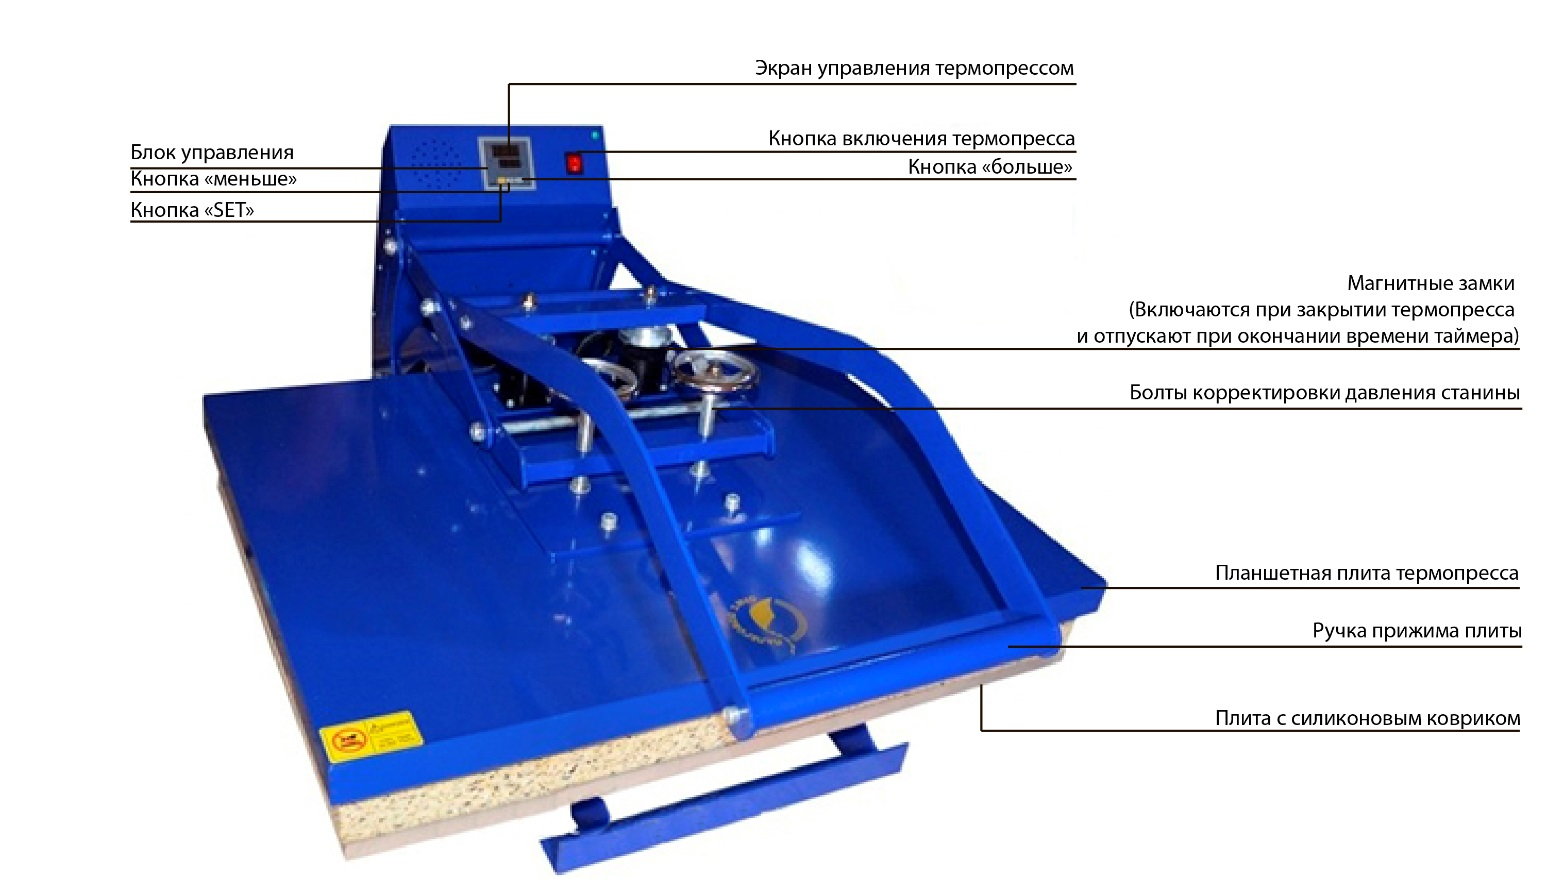 Экран управления термопрессом
Кнопка включения термопресса
Кнопка «больше»
Блок управления
Кнопка «меньше»
Кнопка «SET»
Магнитные замки
(Включаются при закрытии термопресса
и отпускают при окончании времени таймера)
Болты корректировки давления станины
Планшетная плита термопресса
Ручка прижима плиты
Плита с силиконовым ковриком